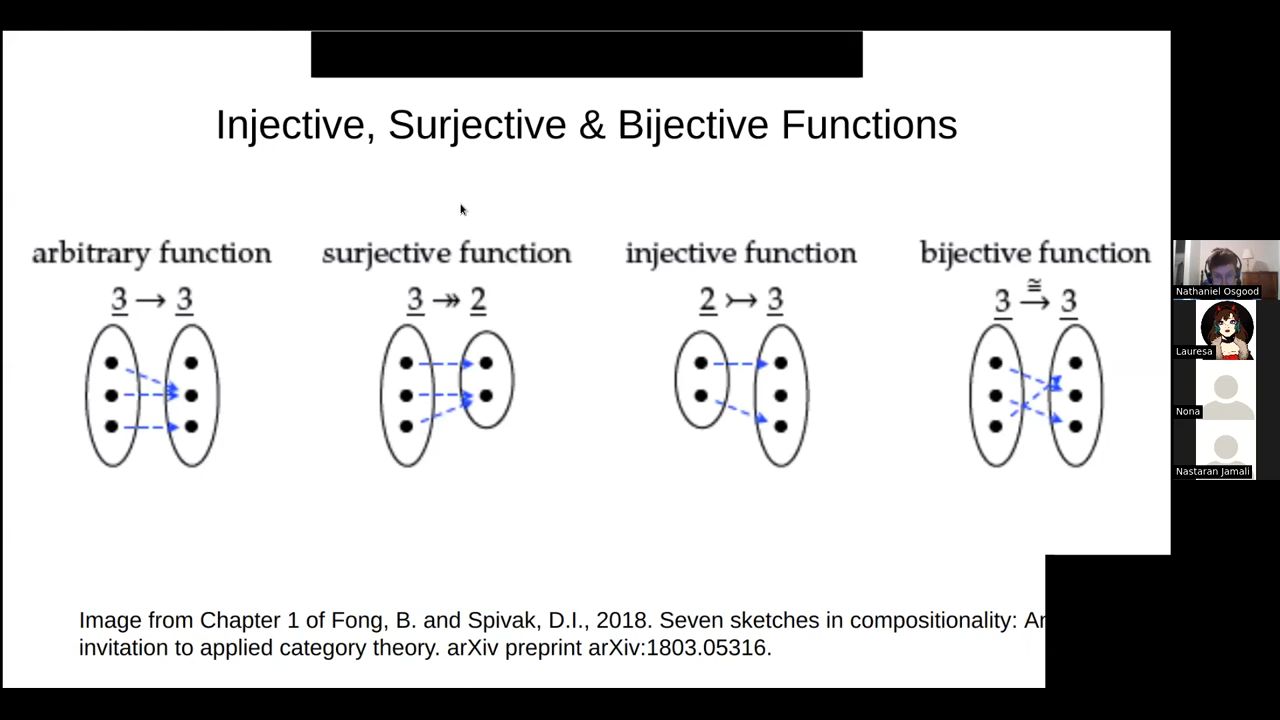 Injective, Surjective & Bijective Functions
arbitrary function
3 → 3
surjective function
3 ↠ 2
injective function
2 ↣ 3
bijective function
≅
3 → 3
Image from Chapter 1 of Fong, B. and Spivak, D.I., 2018. Seven sketches in compositionality: An
invitation to applied category theory. arXiv preprint arXiv:1803.05316.
Nathaniel Osgood
Lauresa
Nona
Nastaran Jamali